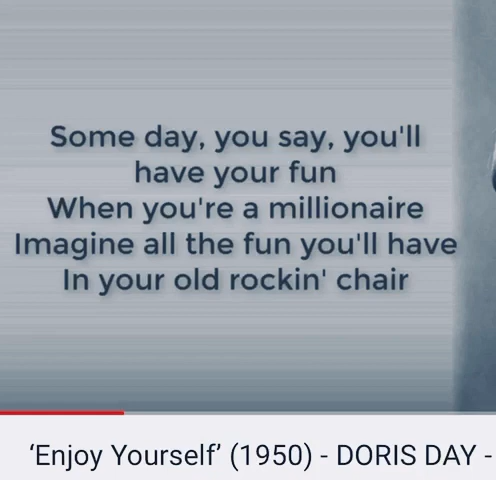 Some day, you say, you'll
have your fun
When you're a millionaire
Imagine all the fun you'll have
In your old rockin' chair
‘Enjoy Yourself’ (1950) - DORIS DAY -